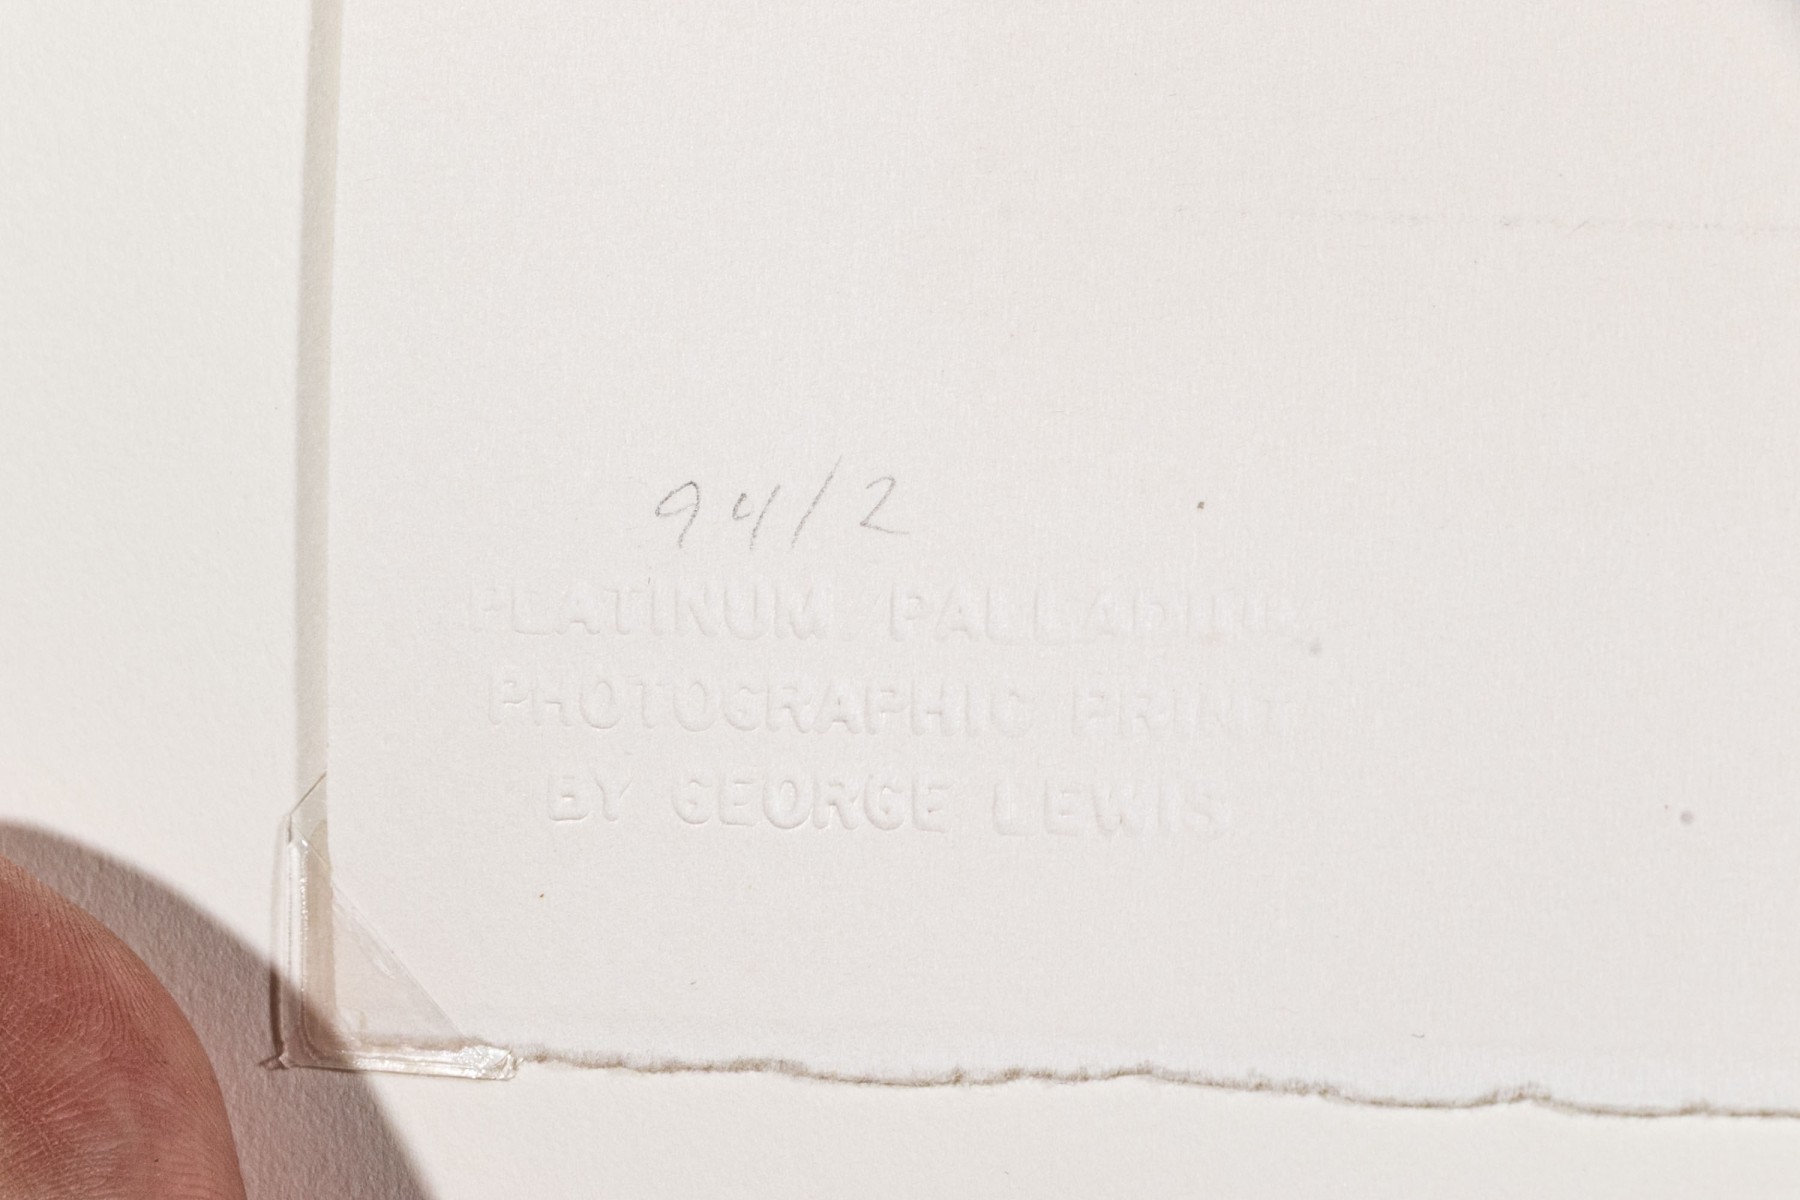 94/2
PLATINUM/PALLADIUM
PHOTOGRAPHIC PRINT
BY GEORGE LEWIS